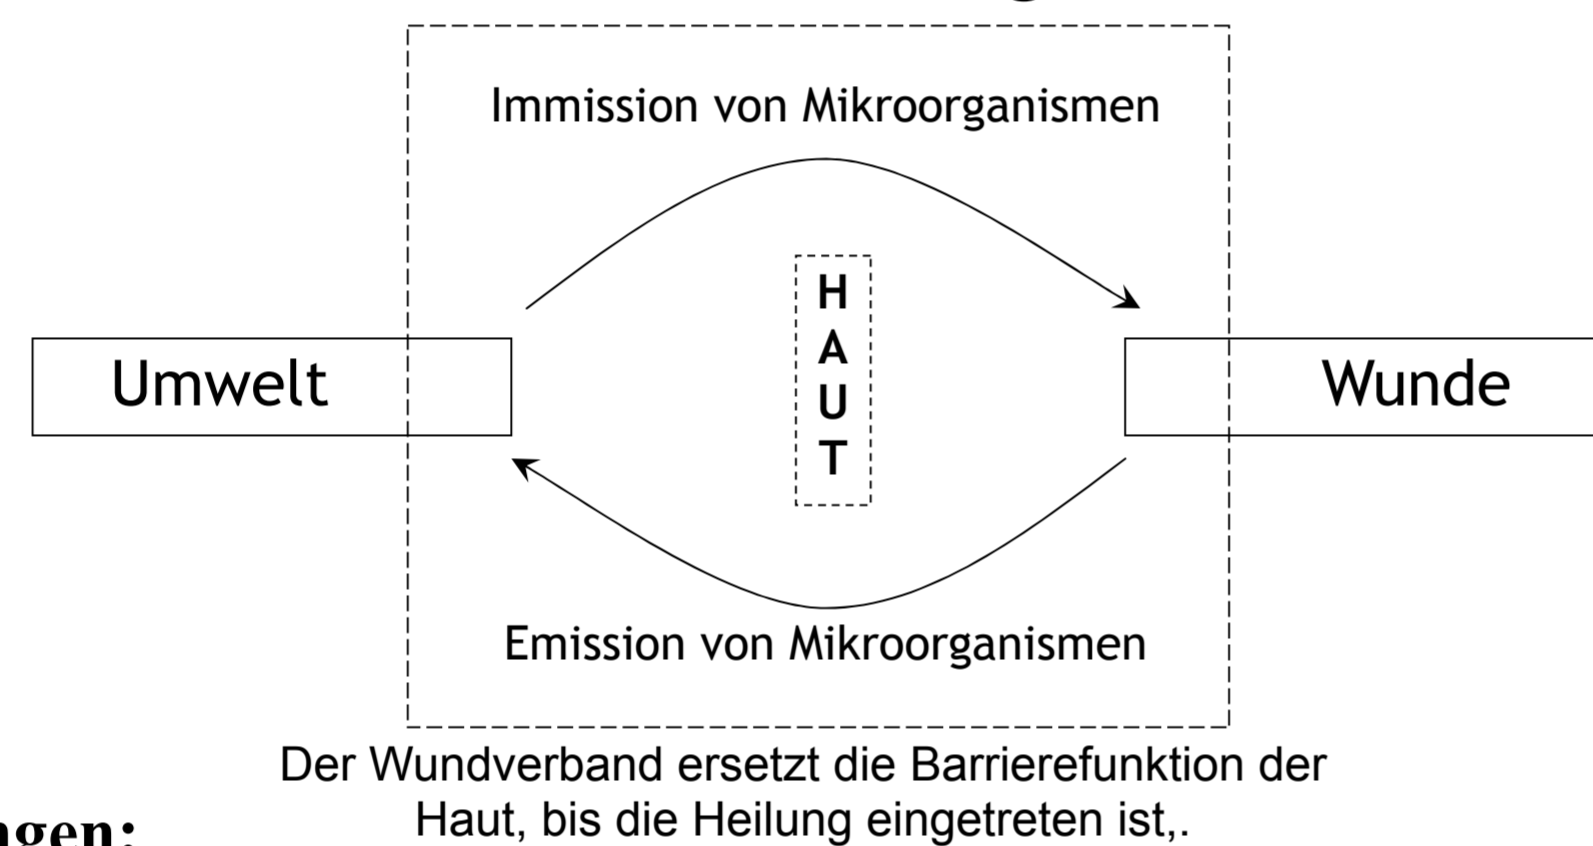 Immission von Mikroorganismen
H
A
U
T
Umwelt
Wunde
Emission von Mikroorganismen
Der Wundverband ersetzt die Barrierefunktion der
Haut, bis die Heilung eingetreten ist,.
ngen: